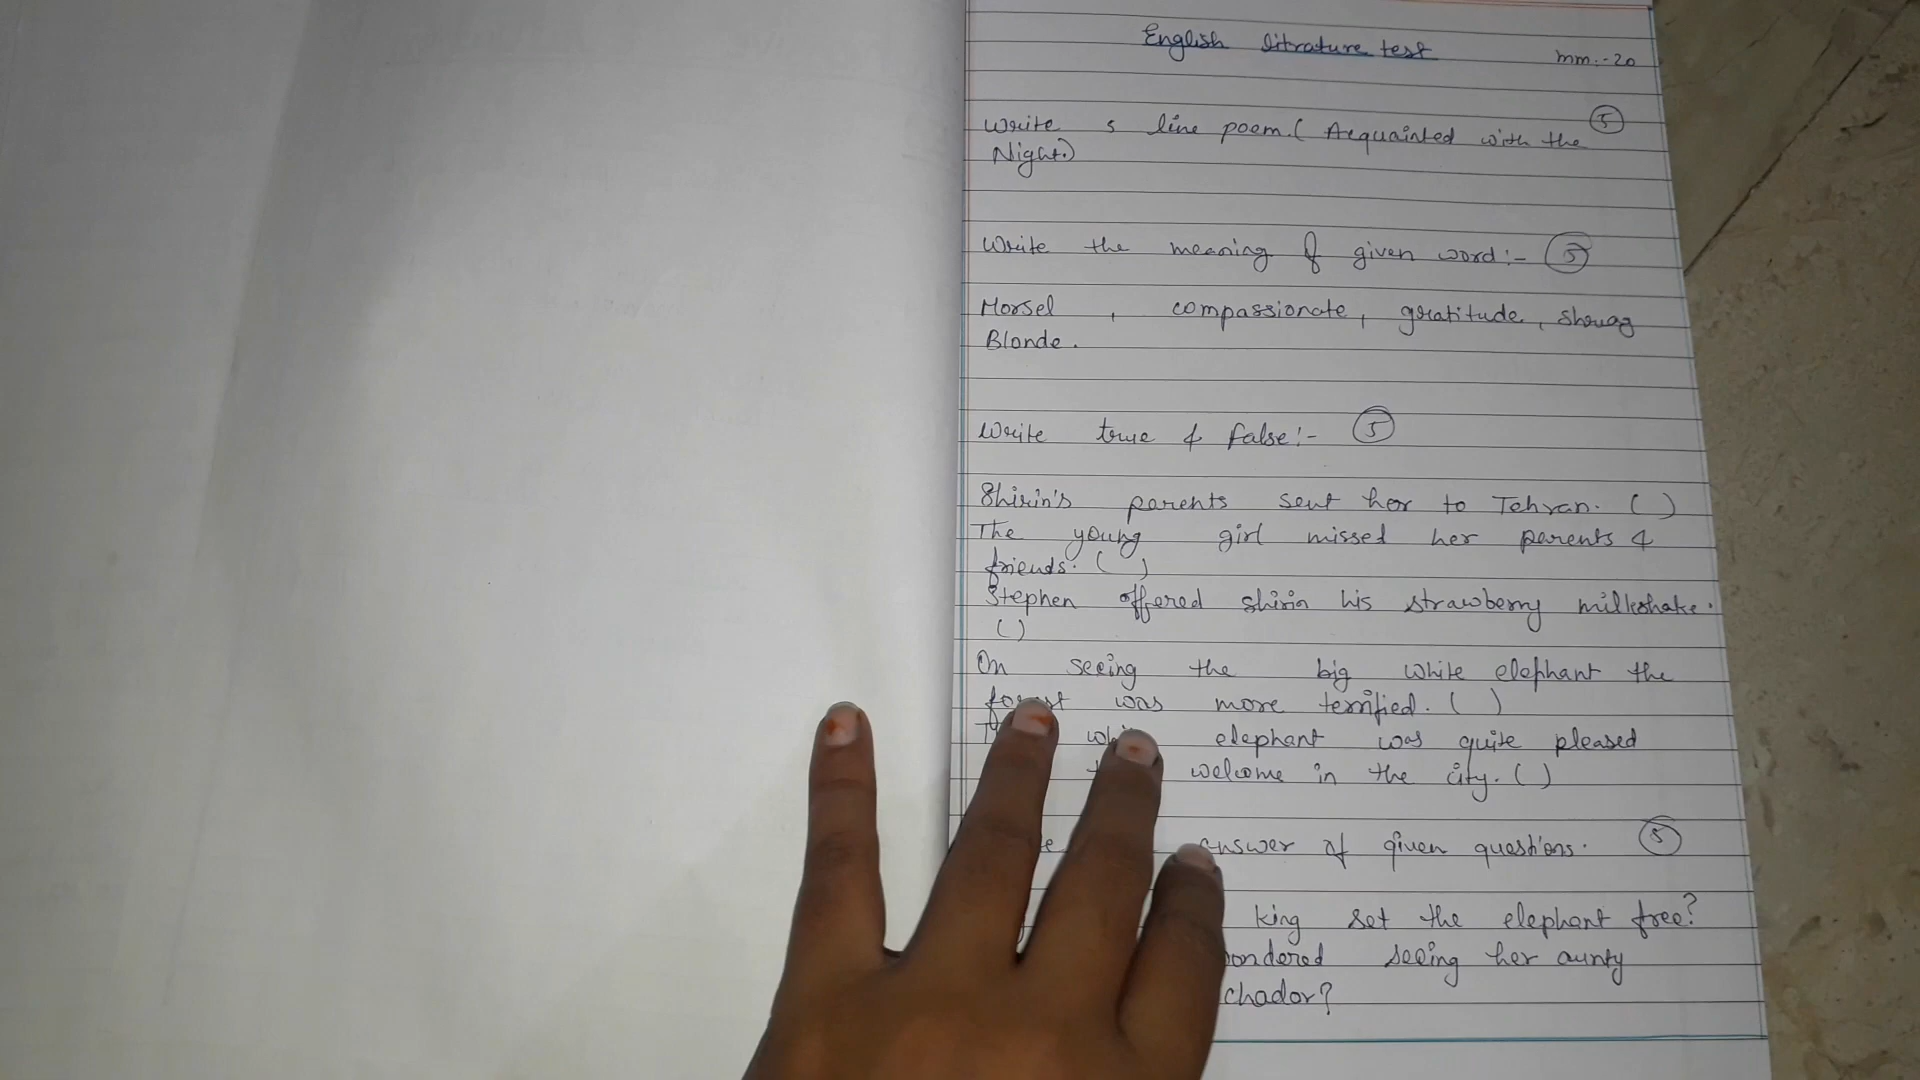 English litrature test
mm:-20
Write 5 line poem.( Acquainted with the 5
Night.)
Write the meaning of given word:- 5
Morsel , compassionate, gratitude,
Blonde.
Write true & false:- 5
Shirin's parents sent her to Tehran. ( )
The young girl missed her parents &
friends. ( )
Stephen offered shirin his strawberry milkshake.
( )
On seeing the big white elephant the
forest was more terrified. ( )
white elephant was quite pleased
welcome in the city. ( )
answer of given questions. 5
king set the elephant free?
seeing her aunty
chador?